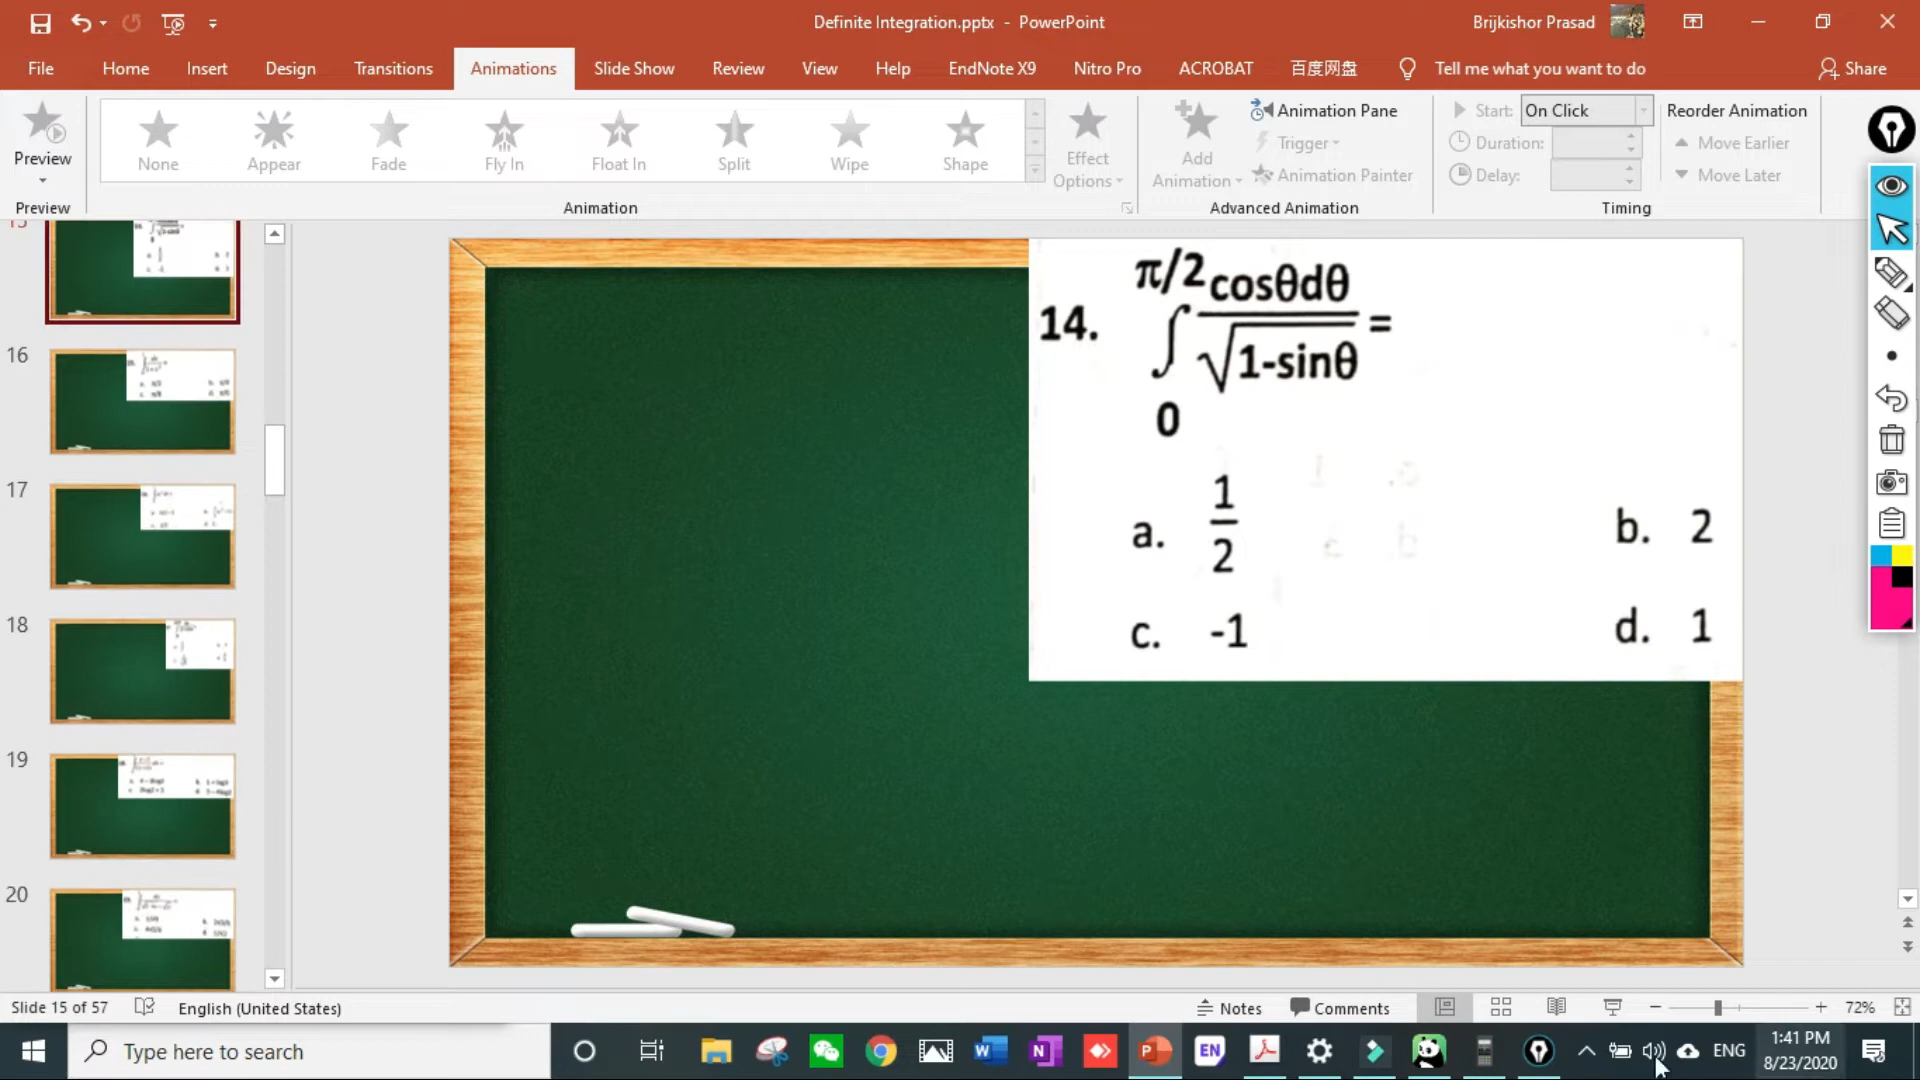 Definite Integration.pptx - PowerPoint
Brijkishor Prasad
File Home Insert Design Transitions Animations Slide Show Review View Help EndNote X9 Nitro Pro ACROBAT 百度网盘 Tell me what you want to do Share
Preview
None Appear Fade Fly In Float In Split Wipe Shape
Effect Options
Add Animation
Animation Pane
Trigger
Animation Painter
Start: On Click
Duration:
Delay:
Reorder Animation
Move Earlier
Move Later
Preview Animation Advanced Animation Timing
16
17
18
19
20
14. ∫ π/2 0 cosθdθ / √1-sinθ =
a. 1/2 b. 2
c. -1 d. 1
Slide 15 of 57 English (United States) Notes Comments 72%
Type here to search
EN
ENG
1:41 PM
8/23/2020